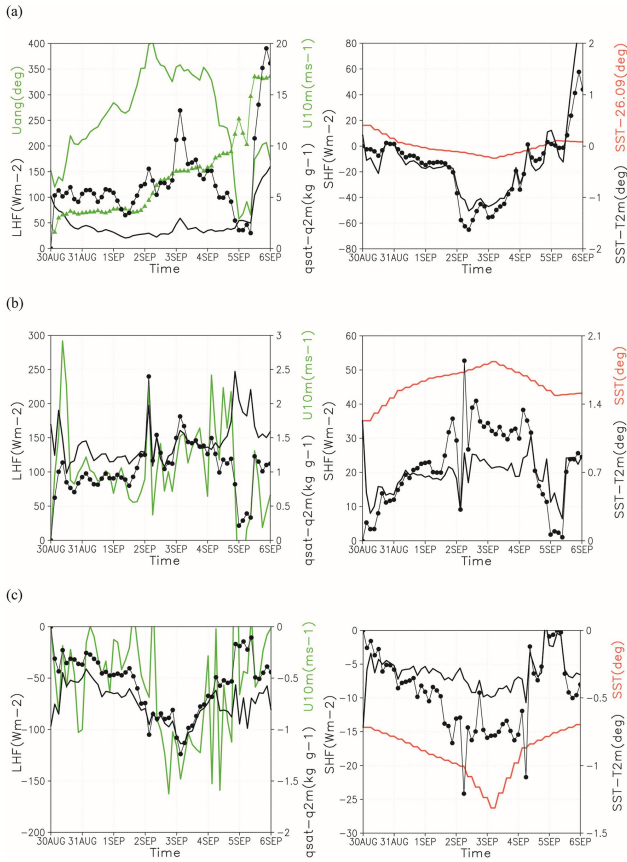 (a)
400
350
300
250
200
150
100
50
0
20
15
10
5
0
Uang(deg)
LHF(Wm-2)
U10m(ms-1)
qsat-q2m(kg g-1)
30AUG 31AUG 1SEP 2SEP 3SEP 4SEP 5SEP 6SEP
Time
80
60
40
20
0
-20
-40
-60
-80
2
1
0
-1
-2
SHF(Wm-2)
SST-26.09(deg)
SST-T2m(deg)
30AUG 31AUG 1SEP 2SEP 3SEP 4SEP 5SEP 6SEP
Time
(b)
300
250
200
150
100
50
0
3
2.5
2
1.5
1
0.5
0
LHF(Wm-2)
U10m(ms-1)
qsat-q2m(kg g-1)
30AUG 31AUG 1SEP 2SEP 3SEP 4SEP 5SEP 6SEP
Time
60
50
40
30
20
10
0
2.1
1.4
0.7
0
SHF(Wm-2)
SST(deg)
SST-T2m(deg)
30AUG 31AUG 1SEP 2SEP 3SEP 4SEP 5SEP 6SEP
Time
(c)
0
-50
-100
-150
-200
0
-0.5
-1
-1.5
2
LHF(Wm-2)
U10m(ms-1)
qsat-q2m(kg g-1)
30AUG 31AUG 1SEP 2SEP 3SEP 4SEP 5SEP 6SEP
Time
0
-5
-10
-15
-20
-25
-30
0
-0.5
-1
-1.5
SHF(Wm-2)
SST(deg)
SST-T2m(deg)
30AUG 31AUG 1SEP 2SEP 3SEP 4SEP 5SEP 6SEP
Time